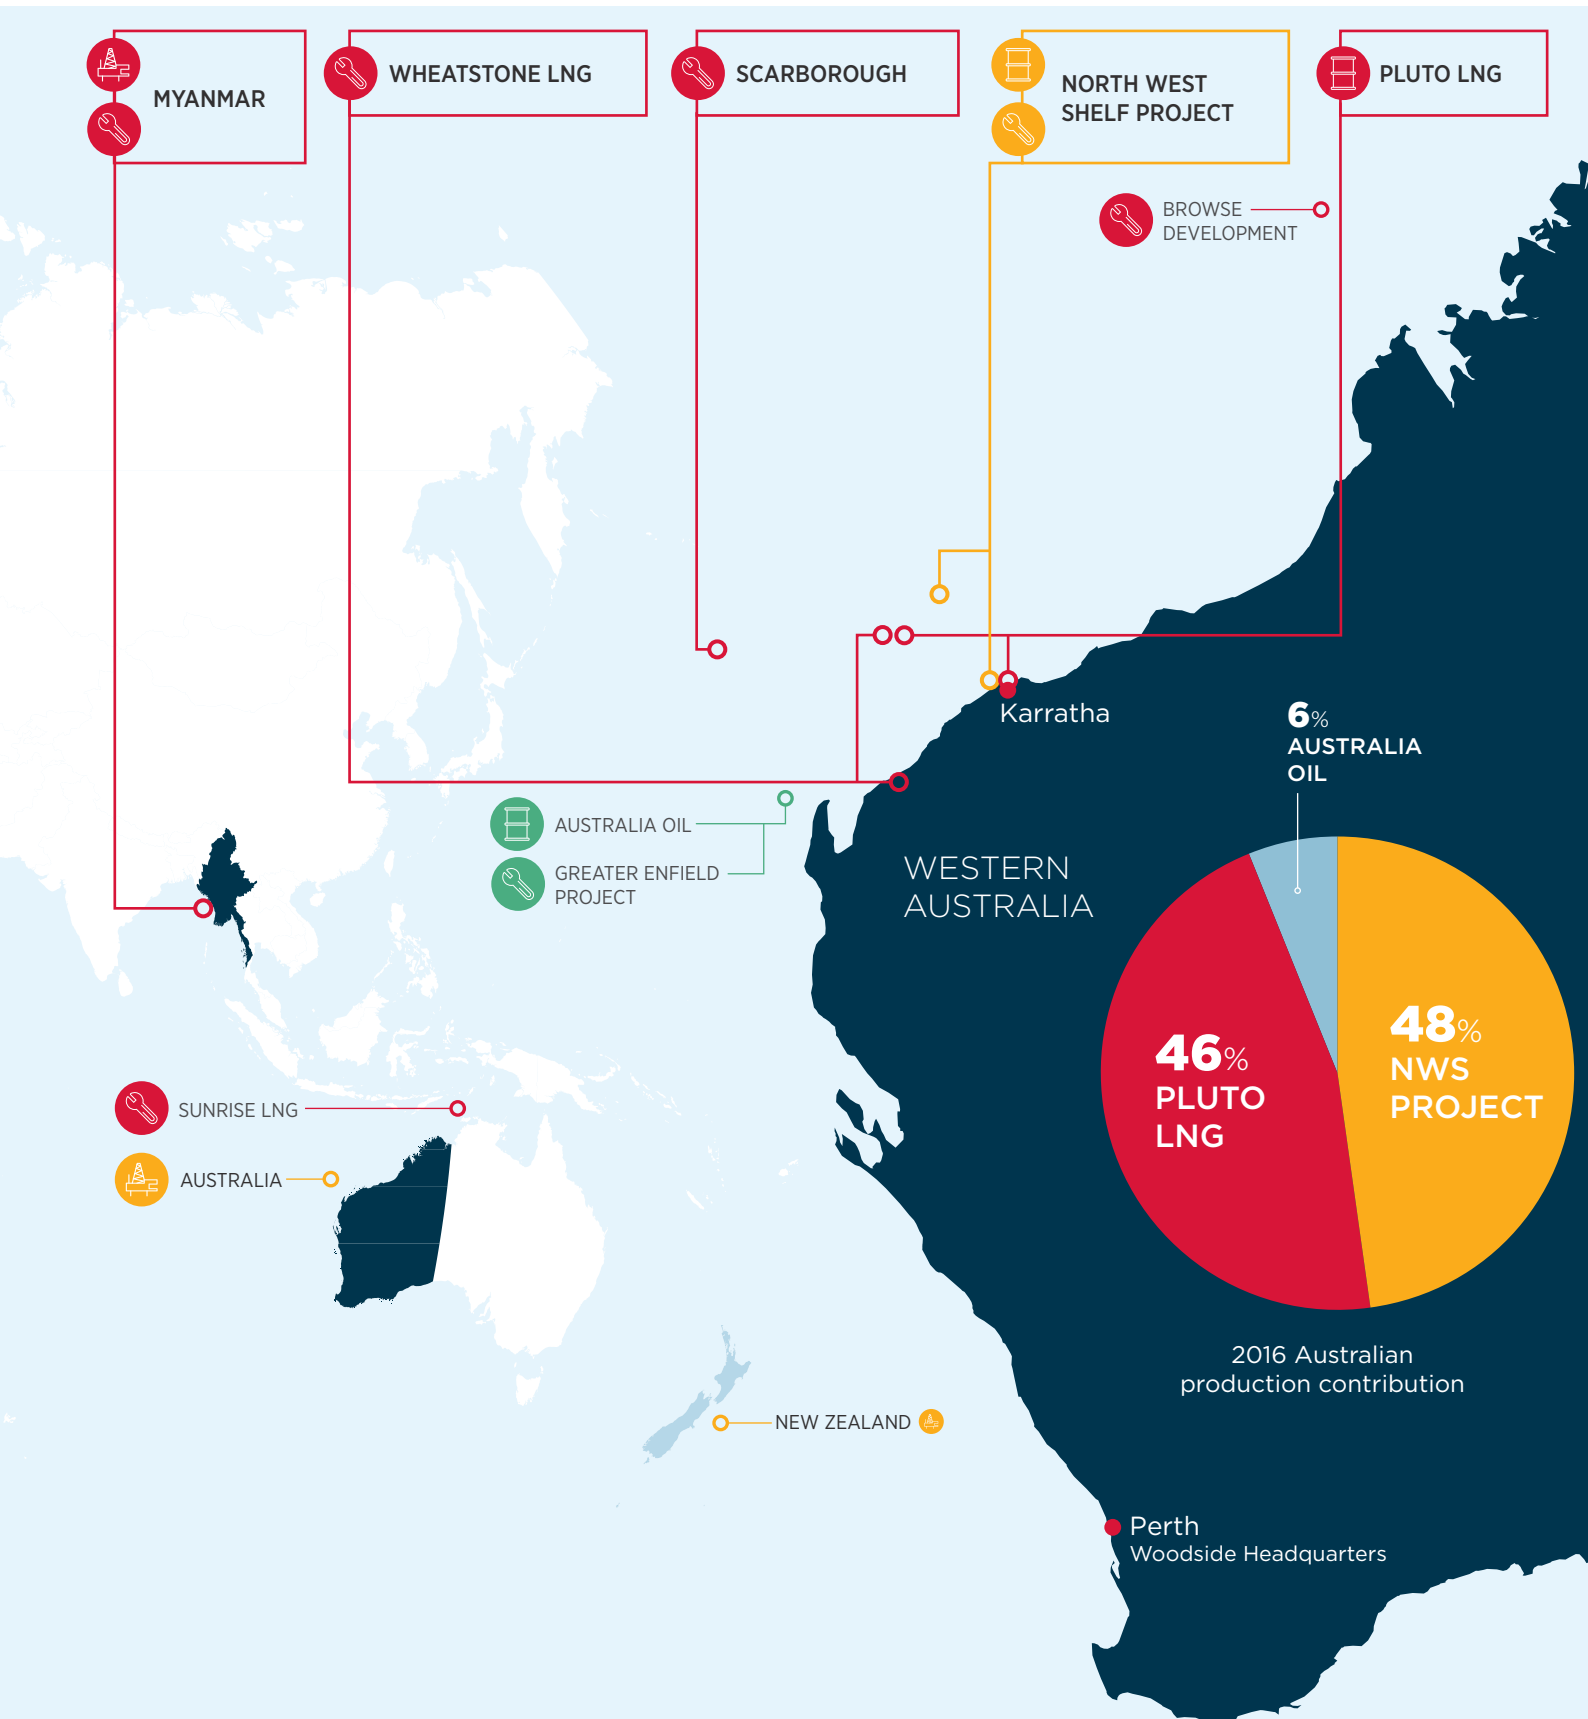 MYANMAR
WHEATSTONE LNG
SCARBOROUGH
NORTH WEST
SHELF PROJECT
PLUTO LNG
BROWSE
DEVELOPMENT
Karratha
6%
AUSTRALIA
OIL
AUSTRALIA OIL
GREATER ENFIELD
PROJECT
WESTERN
AUSTRALIA
46%
PLUTO
LNG
48%
NWS
PROJECT
SUNRISE LNG
AUSTRALIA
2016 Australian
production contribution
NEW ZEALAND
Perth
Woodside Headquarters